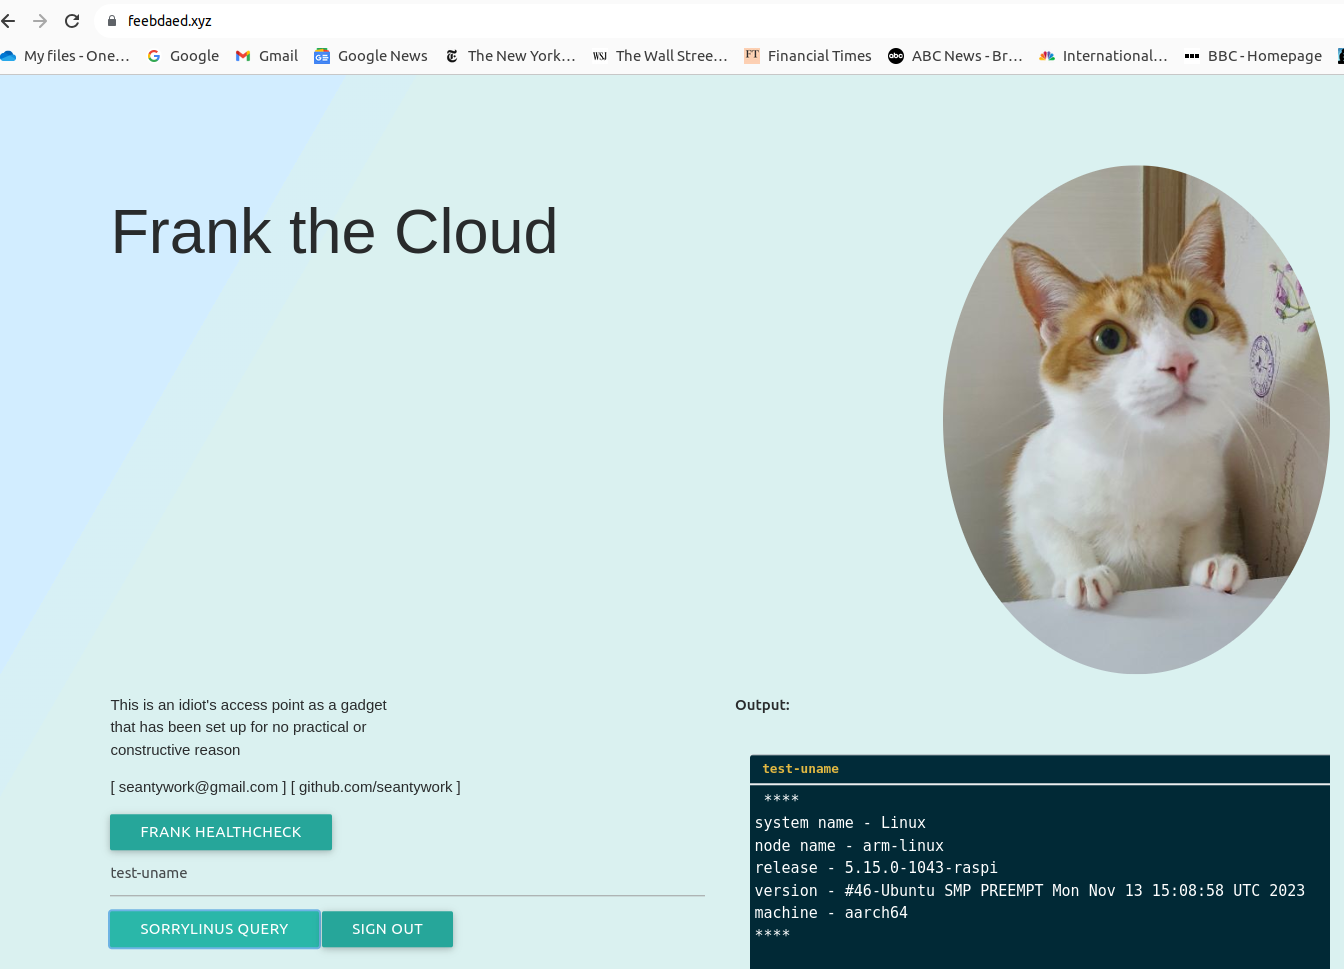 feebdaed.xyz
My files - One... Google Gmail Google News The New York... WSJ The Wall Stree... FT Financial Times abc ABC News - Br... International... BBC - Homepage
Frank the Cloud
This is an idiot's access point as a gadget
that has been set up for no practical or
constructive reason
[ seantywork@gmail.com ] [ github.com/seantywork ]
FRANK HEALTHCHECK
test-uname
SORRYLINUS QUERY SIGN OUT
Output:
test-uname
****
system name - Linux
node name - arm-linux
release - 5.15.0-1043-raspi
version - #46-Ubuntu SMP PREEMPT Mon Nov 13 15:08:58 UTC 2023
machine - aarch64
****